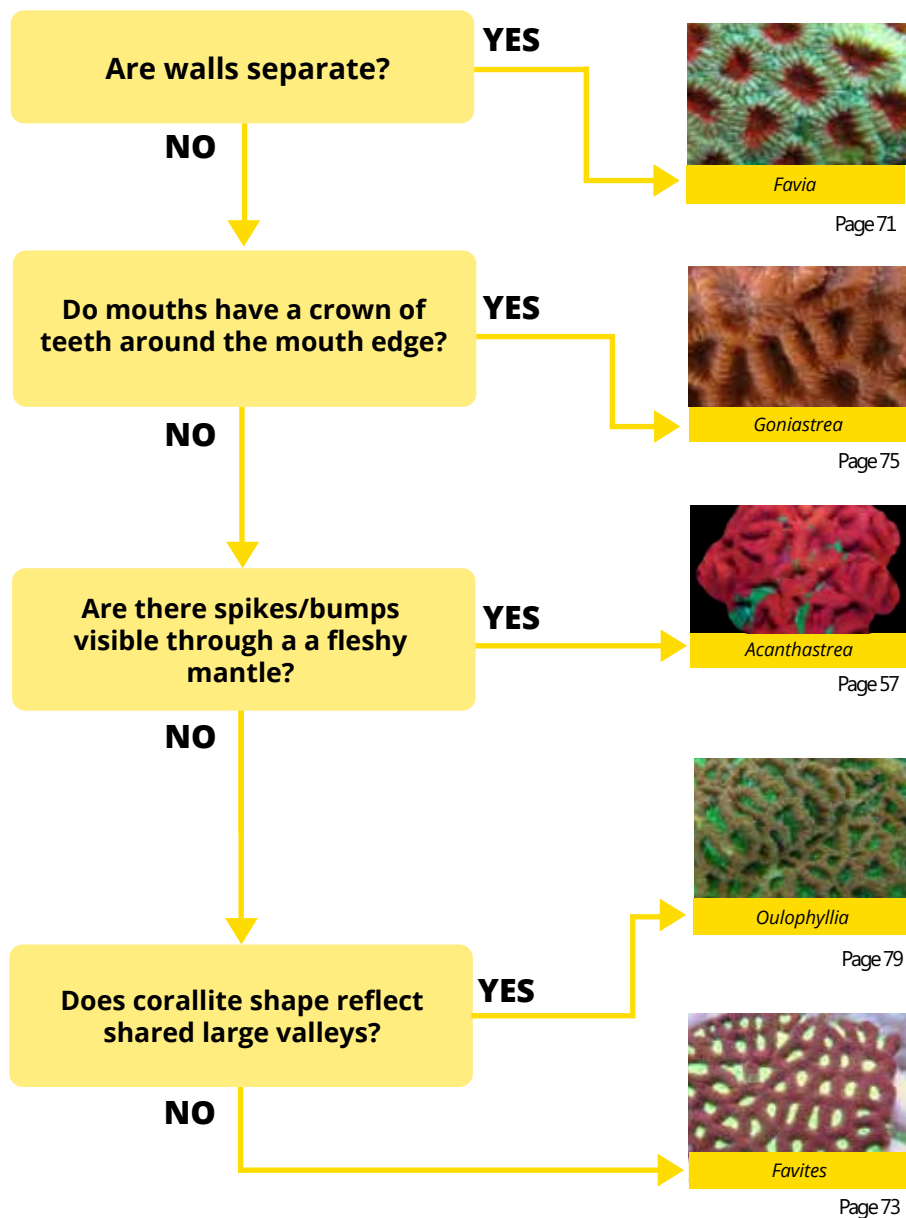 Are walls separate?
YES
NO
Favia
Page 71
Do mouths have a crown of
teeth around the mouth edge?
YES
NO
Goniastrea
Page 75
Are there spikes/bumps
visible through a a fleshy
mantle?
YES
NO
Acanthastrea
Page 57
Does corallite shape reflect
shared large valleys?
YES
NO
Oulophyllia
Page 79
Favites
Page 73